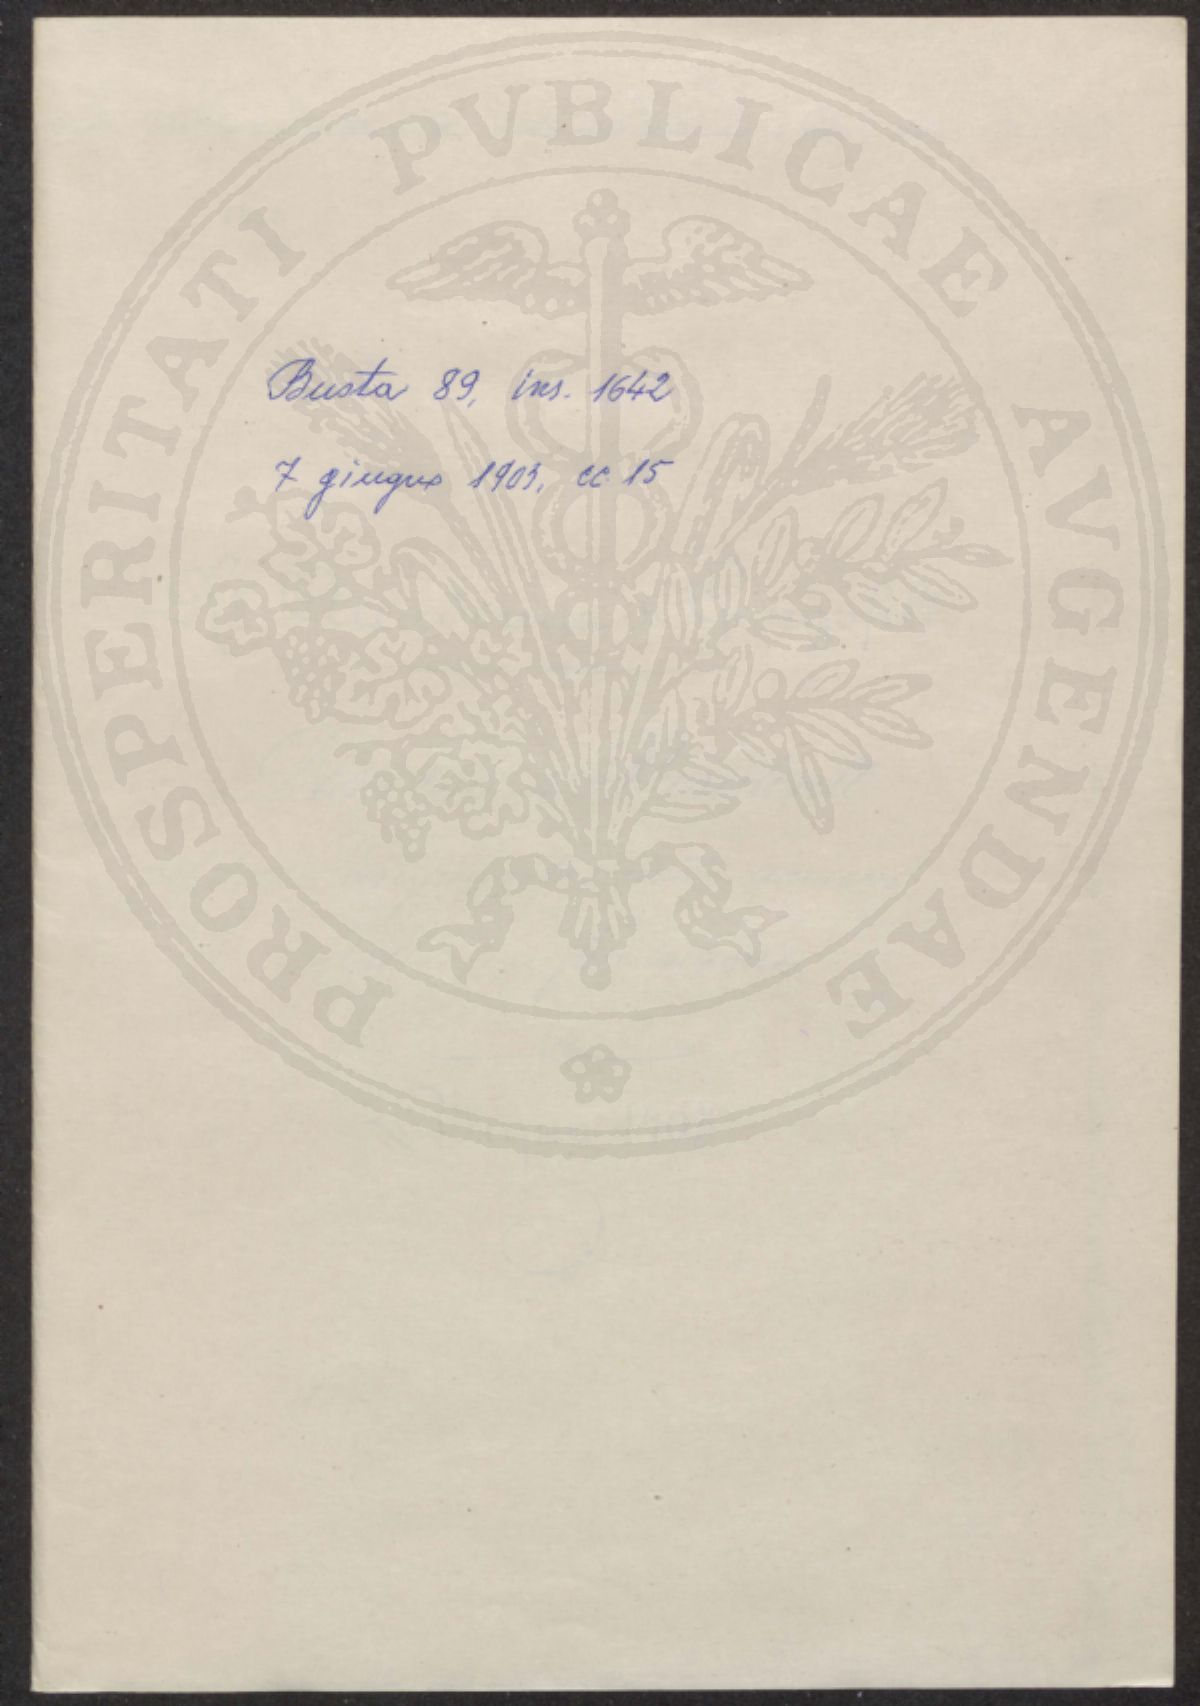 PROSPERITATI PVBLICAE AVGENDAE
Busta 89, ins. 1642
7 giugno 1903, cc 15